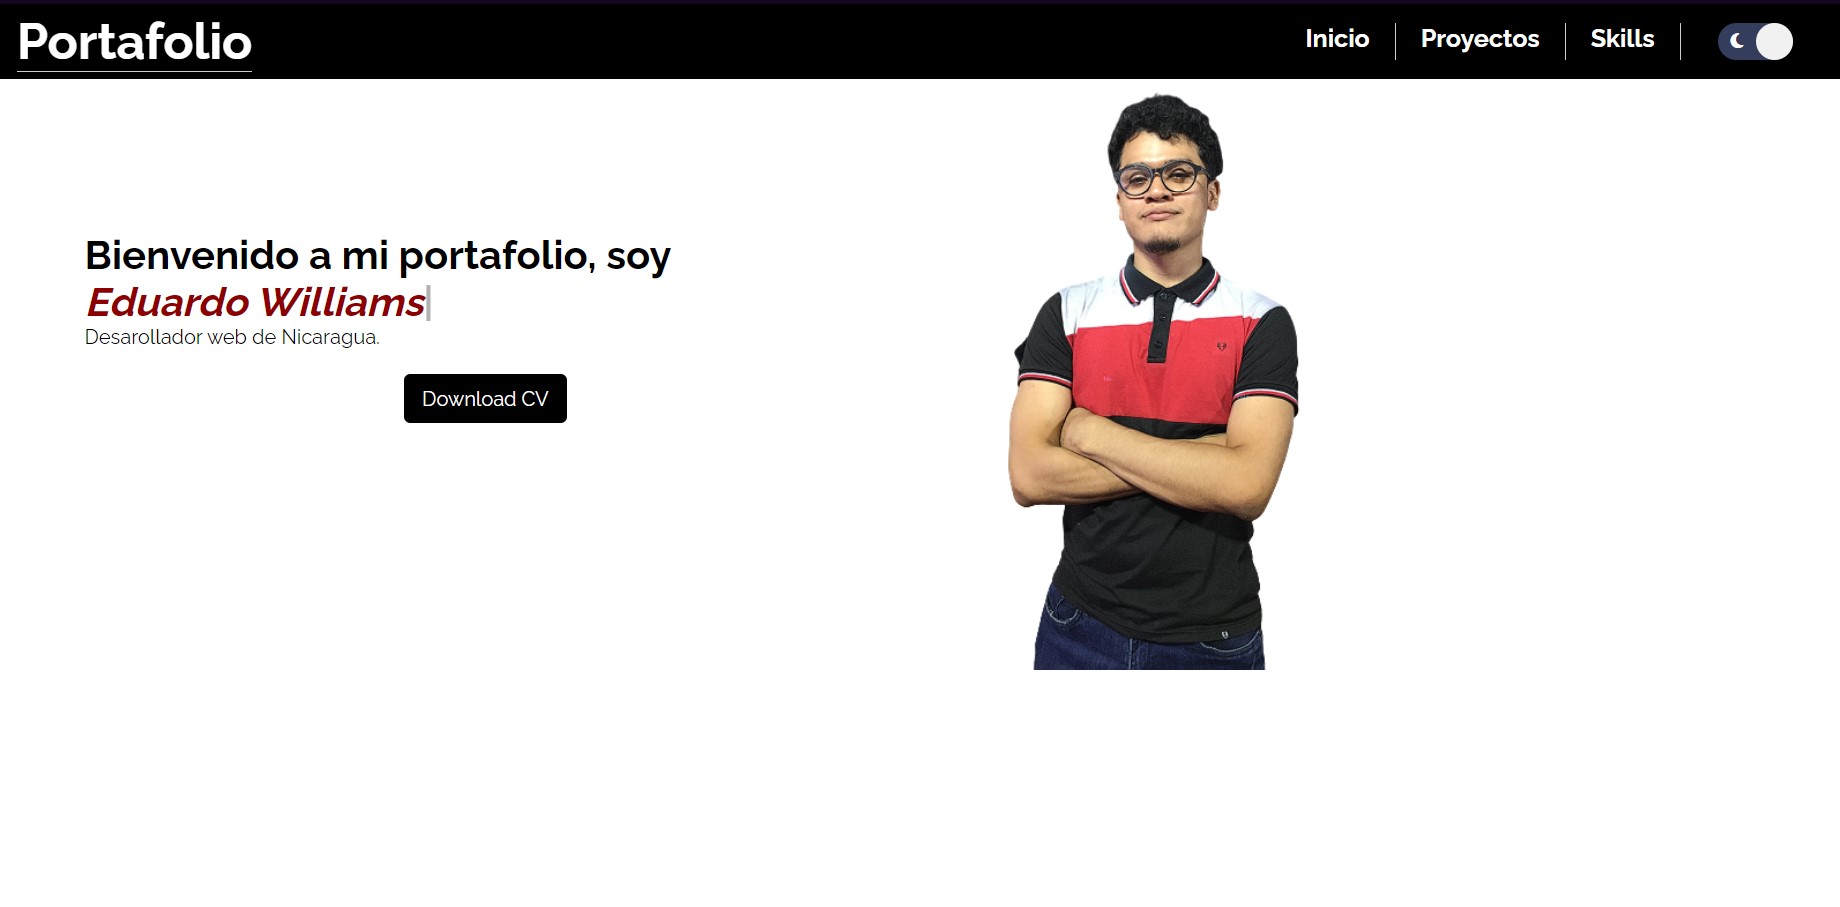 Portafolio
Inicio
Proyectos
Skills
Bienvenido a mi portafolio, soy
Eduardo Williams
Desarollador web de Nicaragua.
Download CV